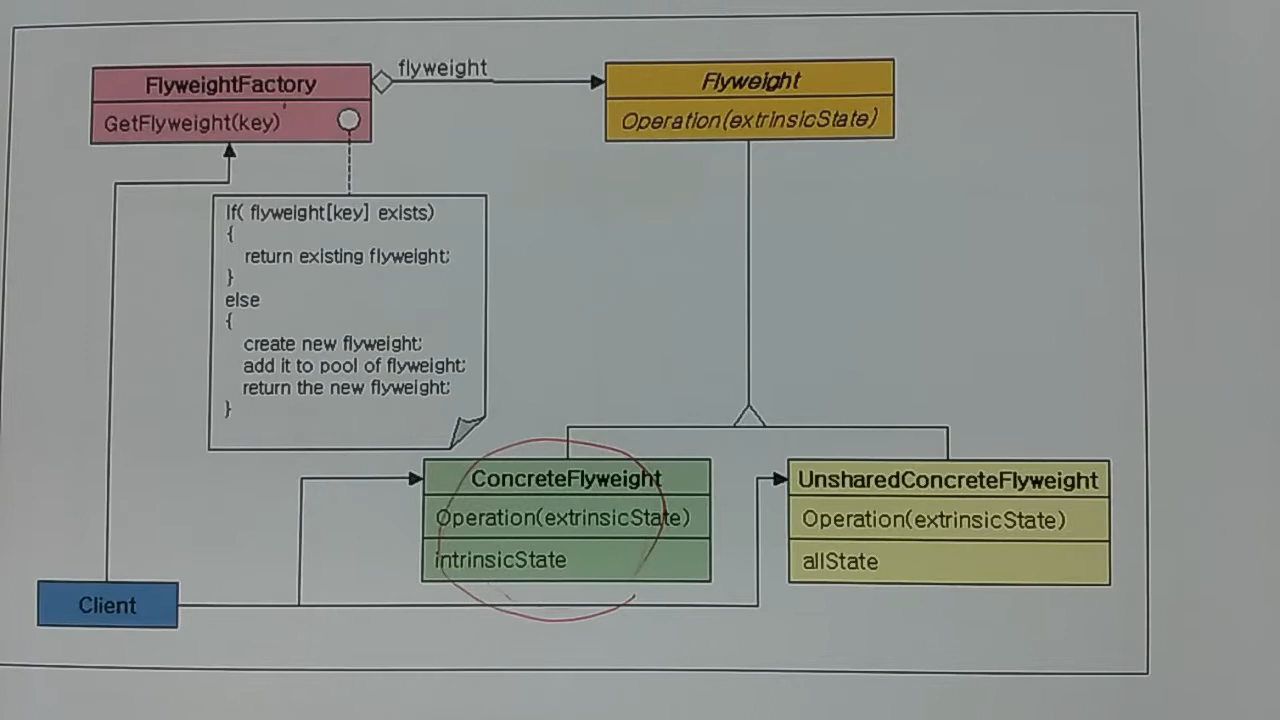 FlyweightFactory
GetFlyweight(key)
flyweight
Flyweight
Operation(extrinsicState)
If( flyweight[key] exists)
{
return existing flyweight;
}
else
{
create new flyweight;
add it to pool of flyweight;
return the new flyweight;
}
ConcreteFlyweight
Operation(extrinsicState)
intrinsicState
UnsharedConcreteFlyweight
Operation(extrinsicState)
allState
Client